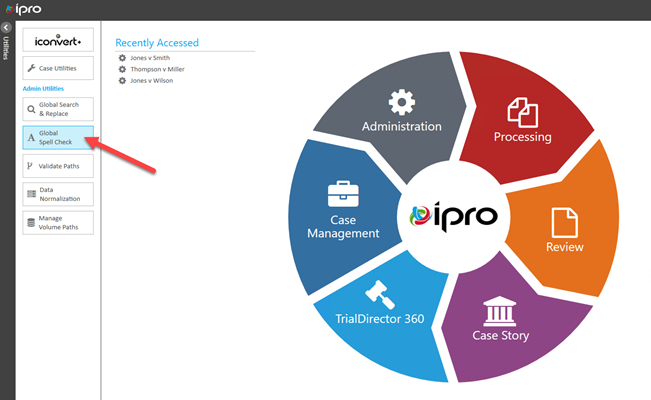 ipro
Utilities
iconvert+
Case Utilities
Admin Utilities
Global Search
& Replace
A
Global
Spell Check
Validate Paths
Data
Normalization
Manage
Volume Paths
Recently Accessed
Jones v Smith
Thompson v Miller
Jones v Wilson
Administration
Processing
Case
Management
ipro
Review
TrialDirector 360
Case Story